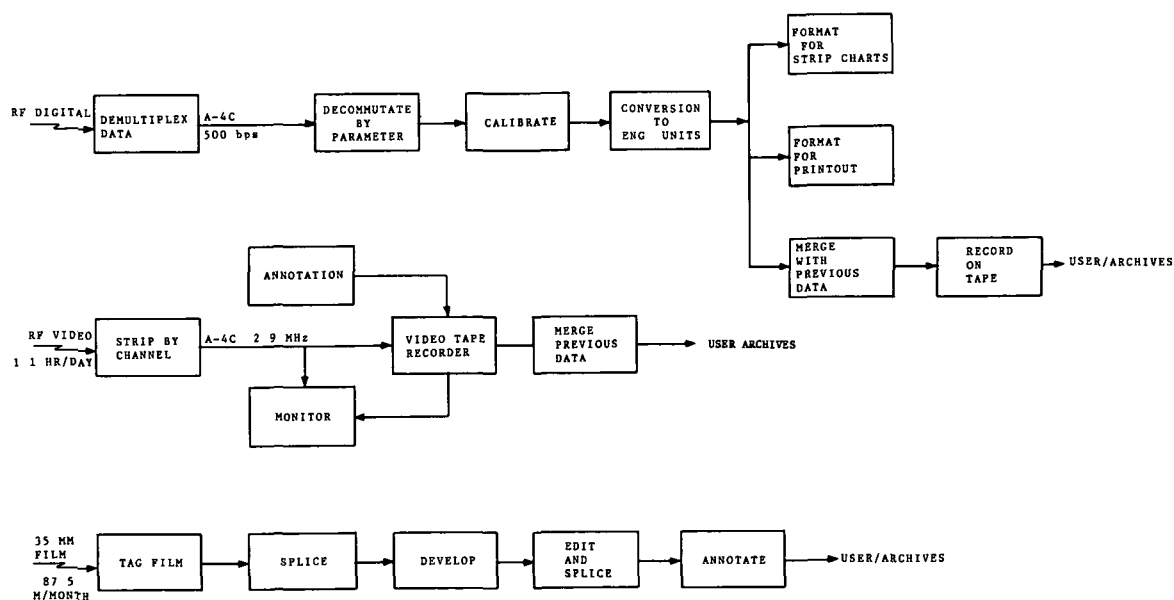 RF DIGITAL
DEMULTIPLEX
DATA
A-4C
500 bps
DECOMMUTATE
BY
PARAMETER
CALIBRATE
CONVERSION
TO
ENG UNITS
FORMAT
FOR
STRIP CHARTS
FORMAT
FOR
PRINTOUT
MERGE
WITH
PREVIOUS
DATA
RECORD
ON
TAPE
USER/ARCHIVES
ANNOTATION
RF VIDEO
1 1 HR/DAY
STRIP BY
CHANNEL
A-4C 2 9 MHz
VIDEO TAPE
RECORDER
MERGE
PREVIOUS
DATA
USER ARCHIVES
MONITOR
35 MM
FILM
87 5
M/MONTH
TAG FILM
SPLICE
DEVELOP
EDIT
AND
SPLICE
ANNOTATE
USER/ARCHIVES